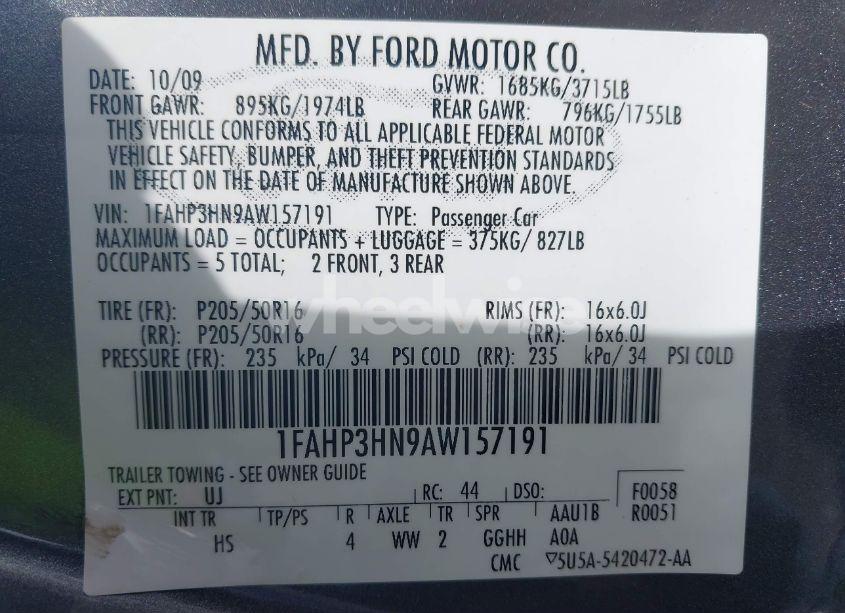 MFD. BY FORD MOTOR CO.
DATE: 10/09 GVWR: 1685KG/3715LB
FRONT GAWR: 895KG/1974LB REAR GAWR: 796KG/1755LB
THIS VEHICLE CONFORMS TO ALL APPLICABLE FEDERAL MOTOR
VEHICLE SAFETY, BUMPER, AND THEFT PREVENTION STANDARDS
IN EFFECT ON THE DATE OF MANUFACTURE SHOWN ABOVE.
VIN: 1FAHP3HN9AW157191 TYPE: Passenger Car
MAXIMUM LOAD = OCCUPANTS + LUGGAGE = 375KG/ 827LB
OCCUPANTS = 5 TOTAL; 2 FRONT, 3 REAR
TIRE (FR): P205/50R16 RIMS (FR): 16x6.0J
(RR): P205/50R16 (RR): 16x6.0J
PRESSURE (FR): 235 kPa/ 34 PSI COLD (RR): 235 kPa/ 34 PSI COLD
1FAHP3HN9AW157191
TRAILER TOWING - SEE OWNER GUIDE
EXT PNT: UJ RC: 44 DSO: F0058
INT TR TP/PS R AXLE TR SPR AAU1B R0051
HS 4 WW 2 GGHH AOA
CMC ▽5U5A-5420472-AA